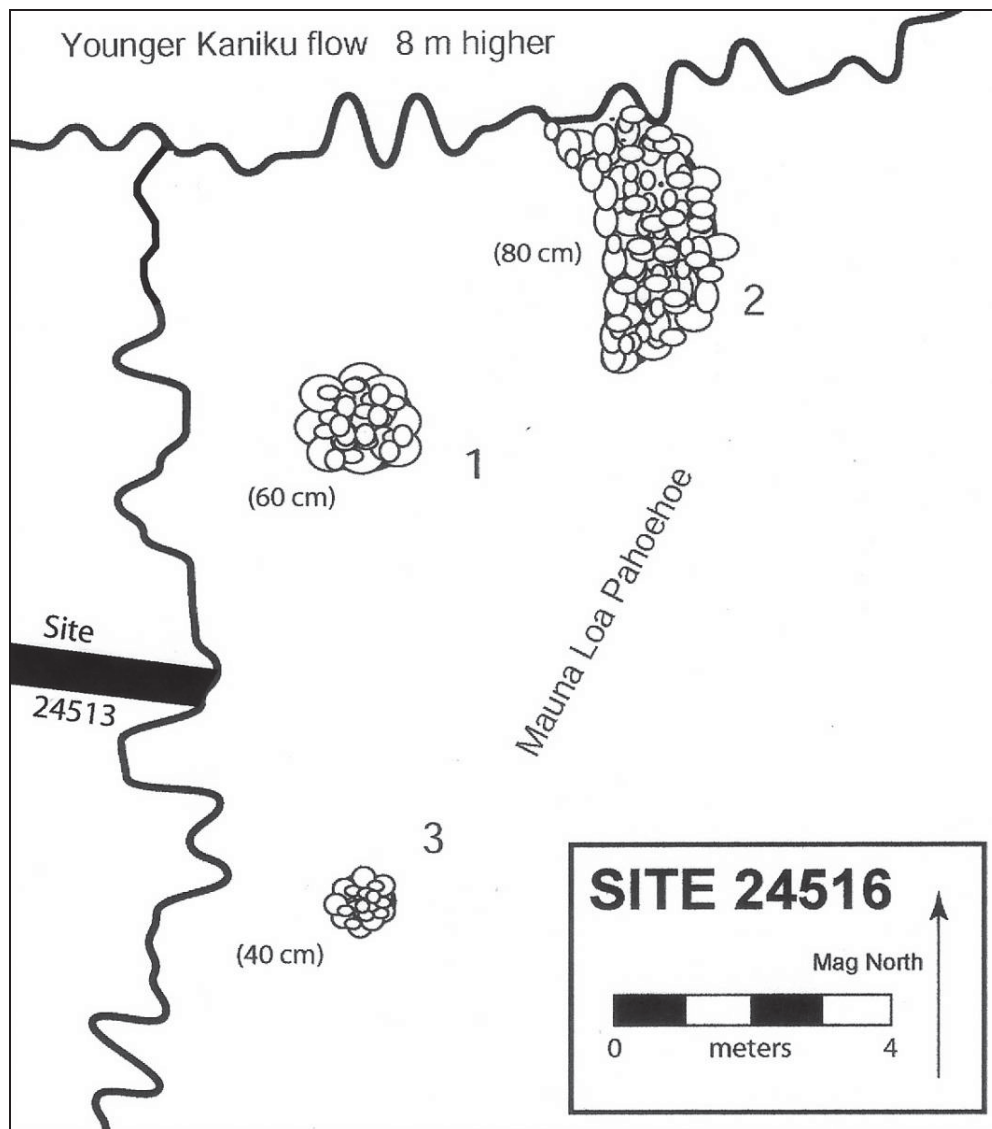 Younger Kaniku flow 8 m higher
(80 cm)
2
1
(60 cm)
Mauna Loa Pahoehoe
Site
24513
3
(40 cm)
SITE 24516
Mag North
0 meters 4